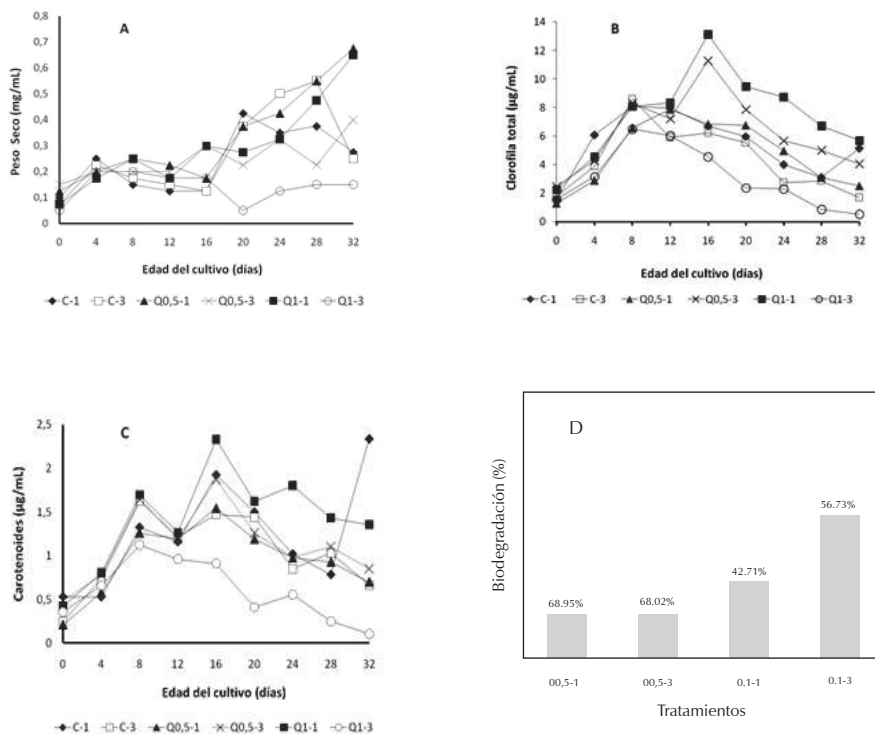 A
Peso Seco (mg/mL)
0,8
0,7
0,6
0,5
0,4
0,3
0,2
0,1
0
0 4 8 12 16 20 24 28 32
Edad del cultivo (días)
C-1 C-3 Q0,5-1 Q0,5-3 Q1-1 Q1-3
B
Clorofila total (µg/mL)
14
12
10
8
6
4
2
0
0 4 8 12 16 20 24 28 32
Edad del cultivo (días)
C-1 C-3 Q0,5-1 Q0,5-3 Q1-1 Q1-3
C
Carotenoides (µg/mL)
2,5
2
1,5
1
0,5
0
0 4 8 12 16 20 24 28 32
Edad del cultivo (días)
C-1 C-3 Q0,5-1 Q0,5-3 Q1-1 Q1-3
D
Biodegradación (%)
68.95%
68.02%
42.71%
56.73%
00,5-1 00,5-3 0.1-1 0.1-3
Tratamientos